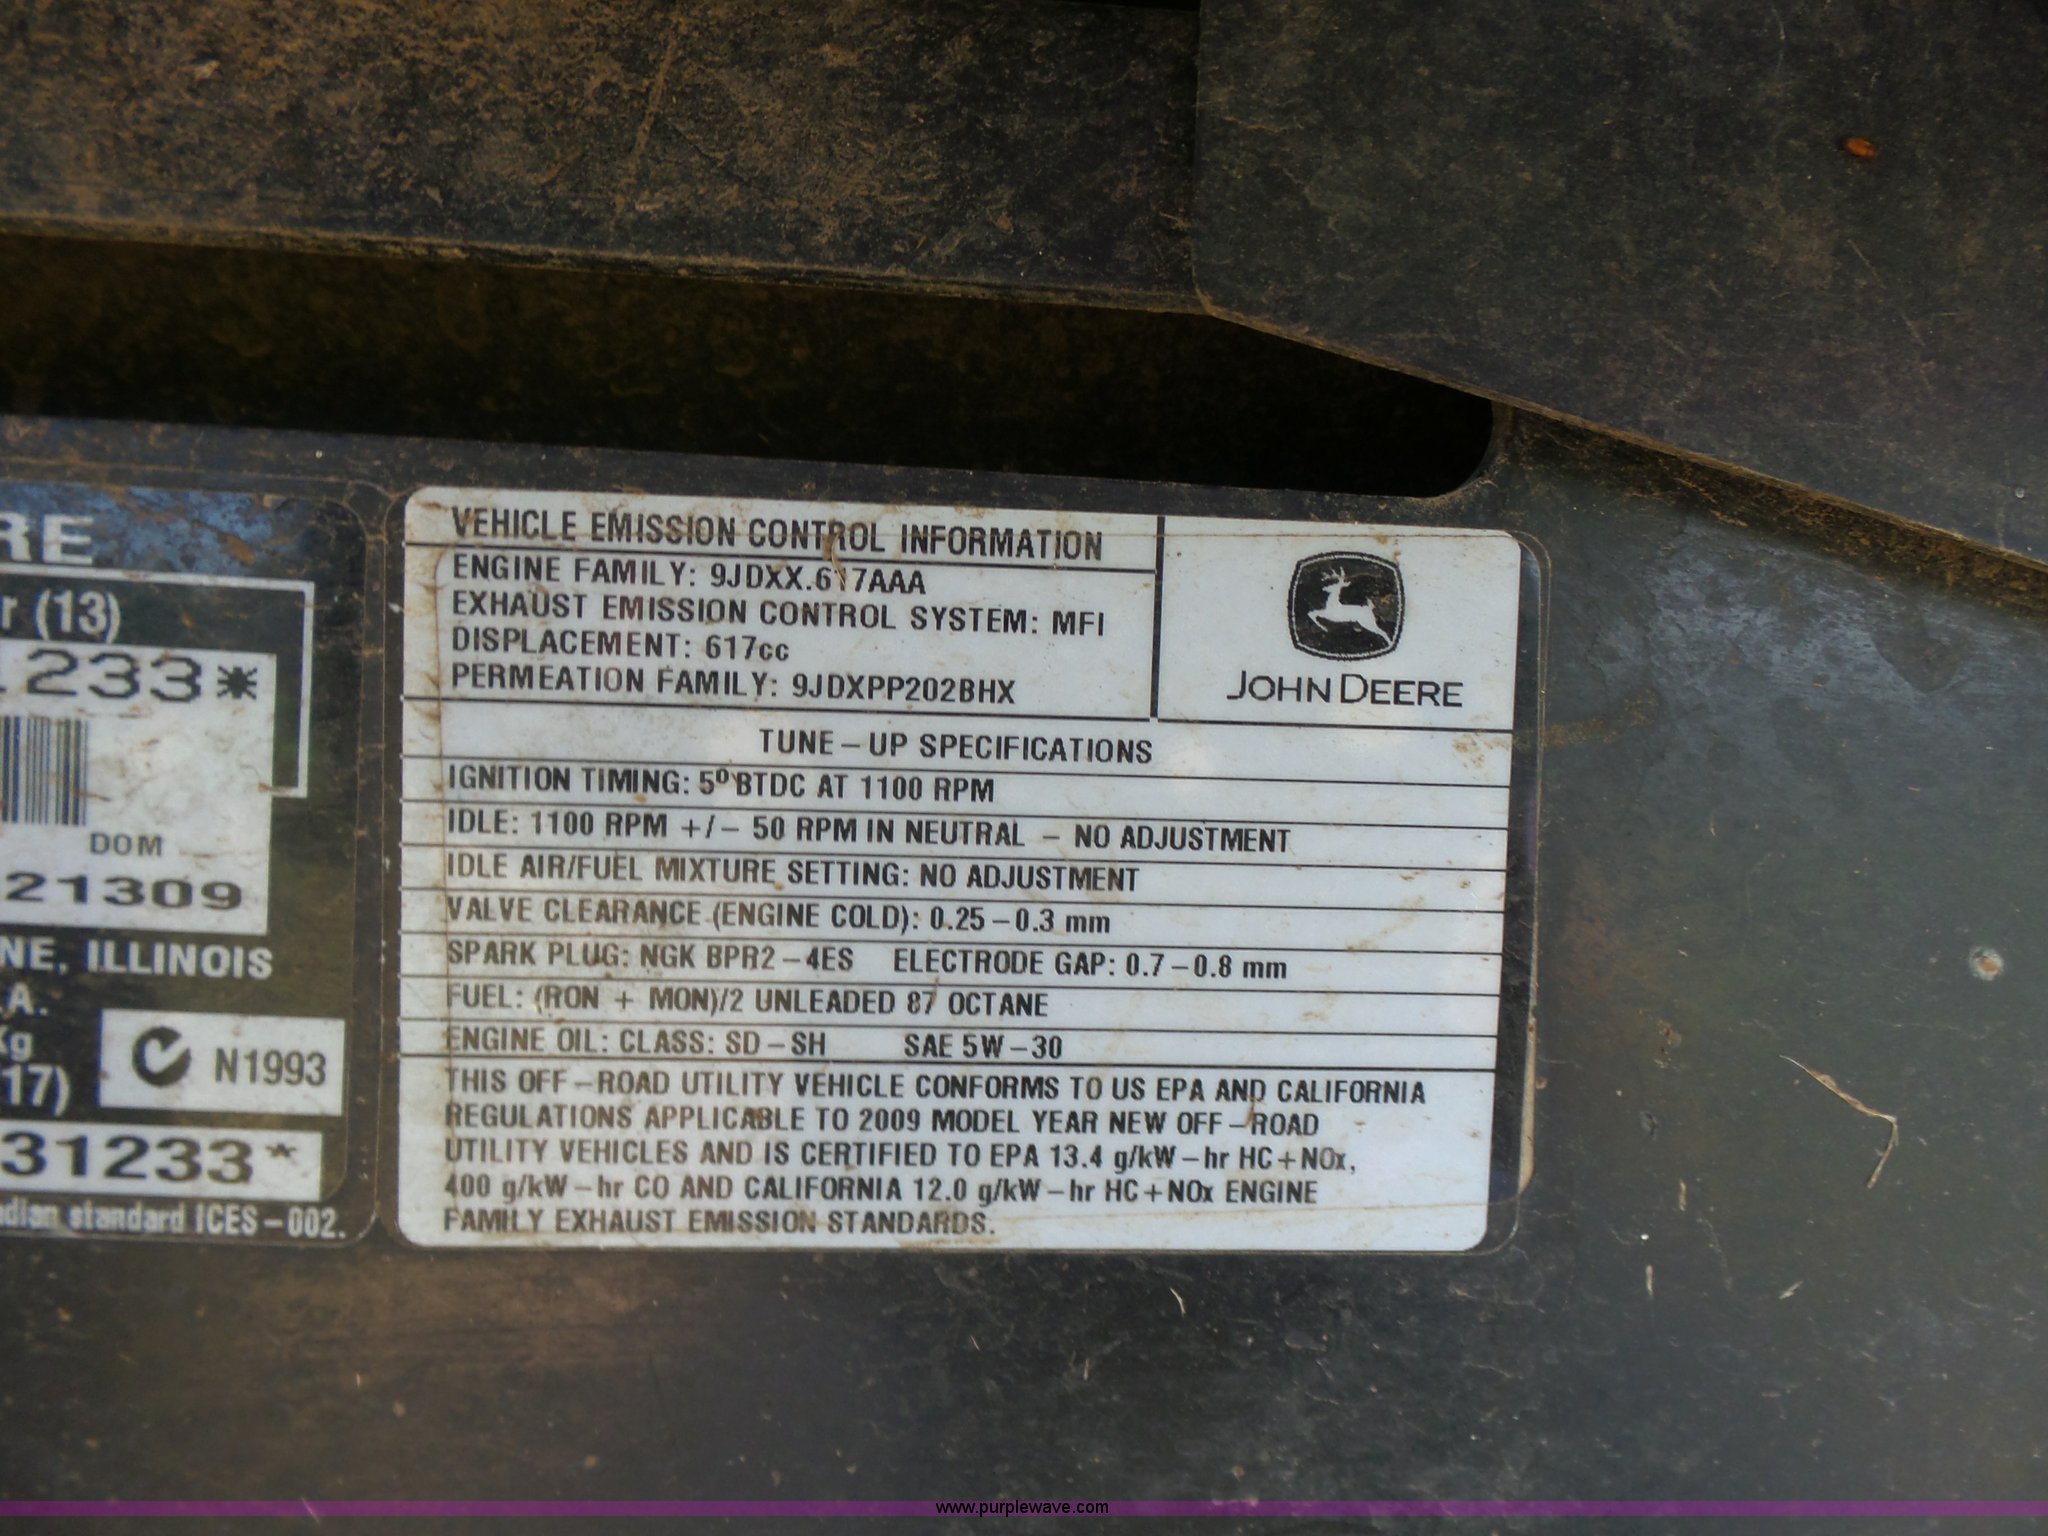 RE
r (13)
1233*
DOM
21309
NE, ILLINOIS
.A.
Kg
17)
N1993
31233*
dian standard ICES-002.
VEHICLE EMISSION CONTROL INFORMATION
ENGINE FAMILY: 9JDXX.617AAA
EXHAUST EMISSION CONTROL SYSTEM: MFI
DISPLACEMENT: 617cc
PERMEATION FAMILY: 9JDXPP202BHX
JOHN DEERE
TUNE-UP SPECIFICATIONS
IGNITION TIMING: 5º BTDC AT 1100 RPM
IDLE: 1100 RPM +/- 50 RPM IN NEUTRAL - NO ADJUSTMENT
IDLE AIR/FUEL MIXTURE SETTING: NO ADJUSTMENT
VALVE CLEARANCE (ENGINE COLD): 0.25-0.3 mm
SPARK PLUG: NGK BPR2-4ES ELECTRODE GAP: 0.7-0.8 mm
FUEL: (RON + MON)/2 UNLEADED 87 OCTANE
ENGINE OIL: CLASS: SD-SH SAE 5W-30
THIS OFF-ROAD UTILITY VEHICLE CONFORMS TO US EPA AND CALIFORNIA
REGULATIONS APPLICABLE TO 2009 MODEL YEAR NEW OFF-ROAD
UTILITY VEHICLES AND IS CERTIFIED TO EPA 13.4 g/kW-hr HC+NOx,
400 g/kW-hr CO AND CALIFORNIA 12.0 g/kW-hr HC+NOx ENGINE
FAMILY EXHAUST EMISSION STANDARDS.
www.purplewave.com